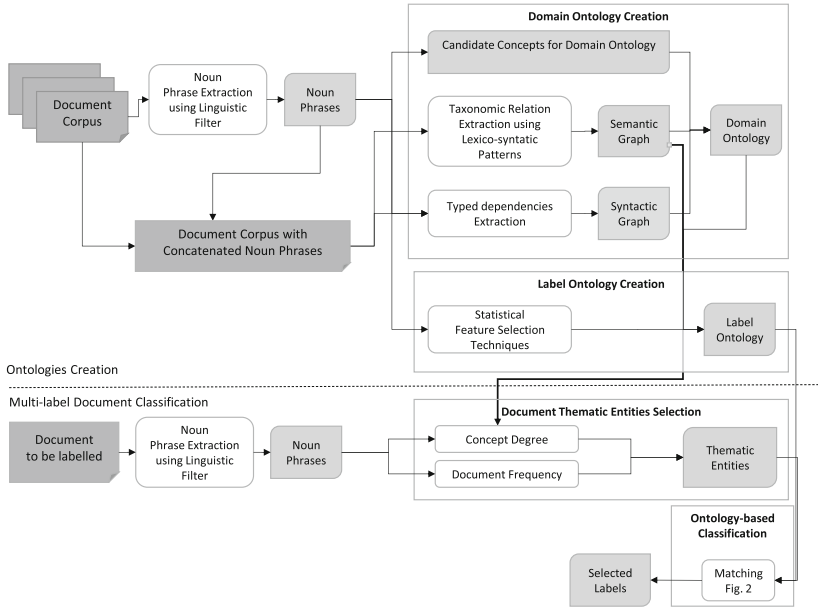 Domain Ontology Creation
Candidate Concepts for Domain Ontology
Document
Corpus
Noun
Phrase Extraction
using Linguistic
Filter
Noun
Phrases
Taxonomic Relation
Extraction using
Lexico-syntatic
Patterns
Semantic
Graph
Domain
Ontology
Typed dependencies
Extraction
Syntactic
Graph
Document Corpus with
Concatenated Noun Phrases
Label Ontology Creation
Statistical
Feature Selection
Techniques
Label
Ontology
Ontologies Creation
Multi-label Document Classification
Document
to be labelled
Noun
Phrase Extraction
using Linguistic
Filter
Noun
Phrases
Document Thematic Entities Selection
Concept Degree
Document Frequency
Thematic
Entities
Ontology-based
Classification
Matching
Fig. 2
Selected
Labels